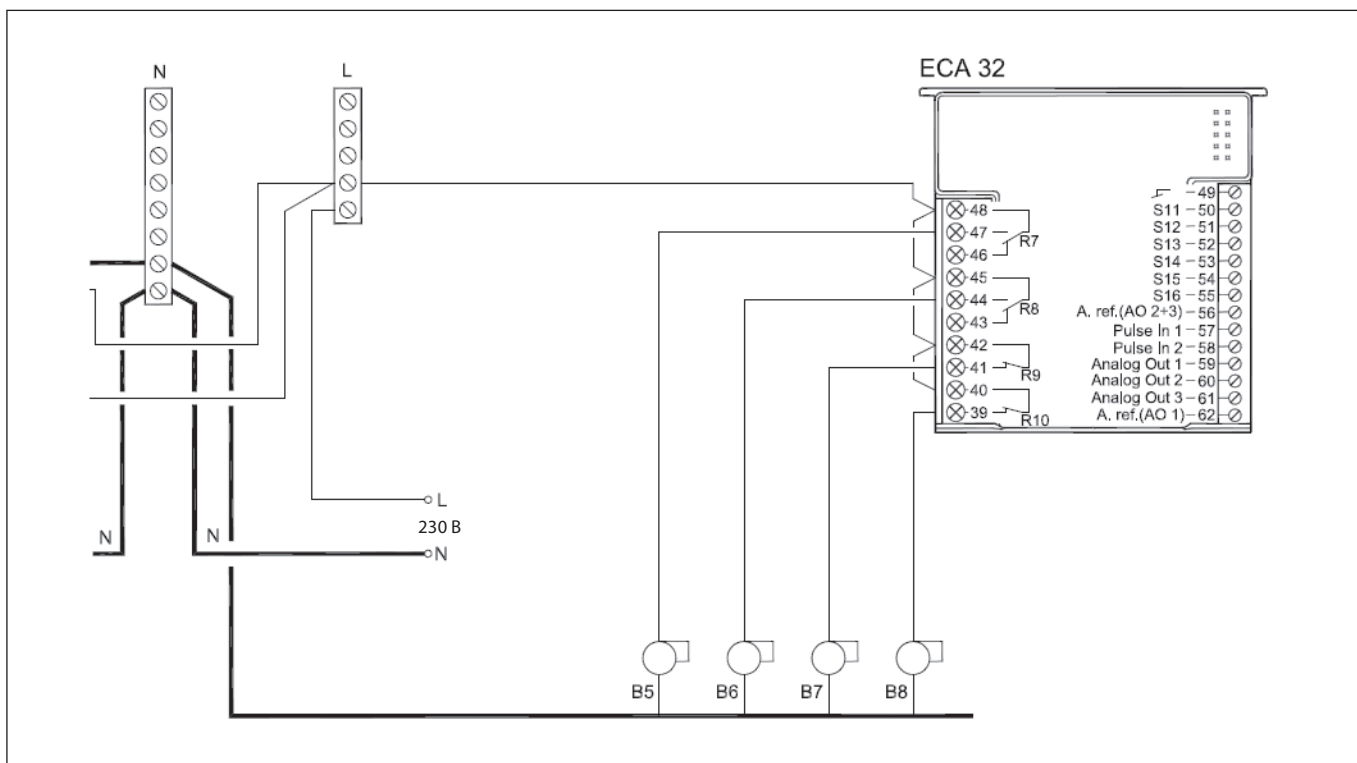 N
L
ECA 32
48
47
R7
46
45
44
R8
43
42
41
R9
40
39
R10
49
S11 – 50
S12 – 51
S13 – 52
S14 – 53
S15 – 54
S16 – 55
A. ref.(AO 2+3) – 56
Pulse In 1 – 57
Pulse In 2 – 58
Analog Out 1 – 59
Analog Out 2 – 60
Analog Out 3 – 61
A. ref.(AO 1) – 62
L
230 В
N
N
N
B5
B6
B7
B8